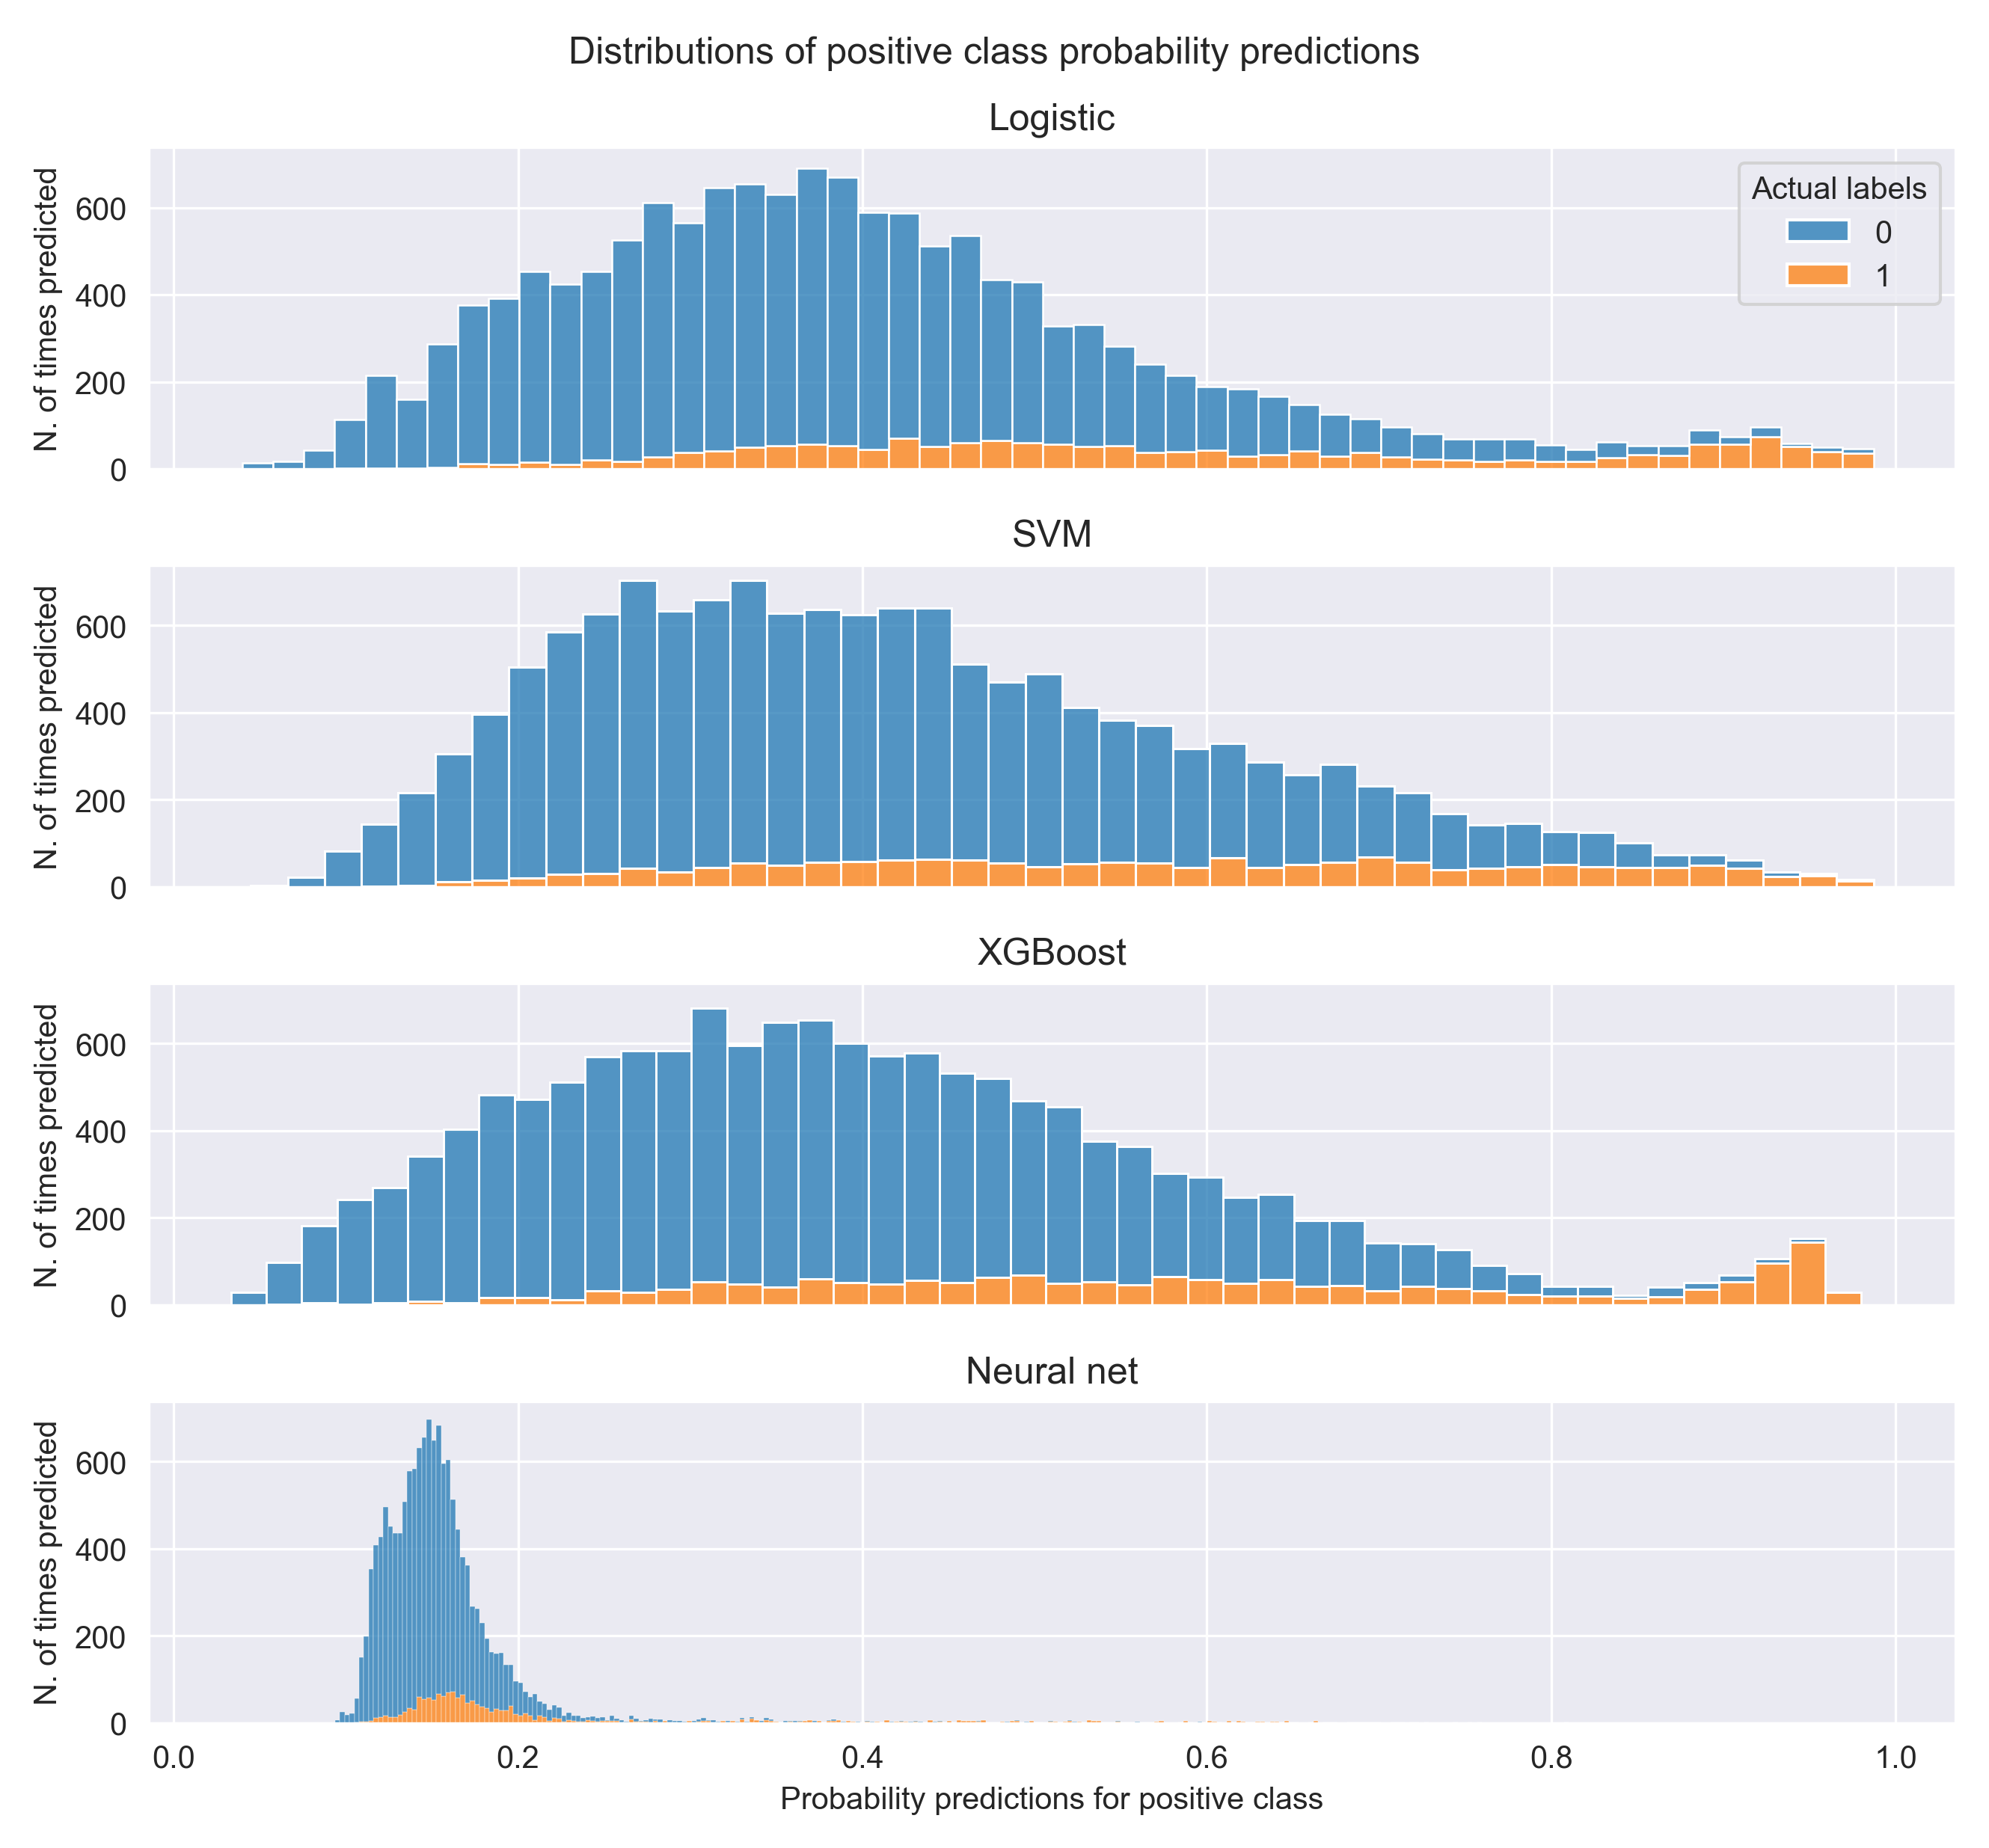 Distributions of positive class probability predictions
Logistic
N. of times predicted
600
400
200
0
Actual labels
0
1
SVM
N. of times predicted
600
400
200
0
XGBoost
N. of times predicted
600
400
200
0
Neural net
N. of times predicted
600
400
200
0
0.0 0.2 0.4 0.6 0.8 1.0
Probability predictions for positive class